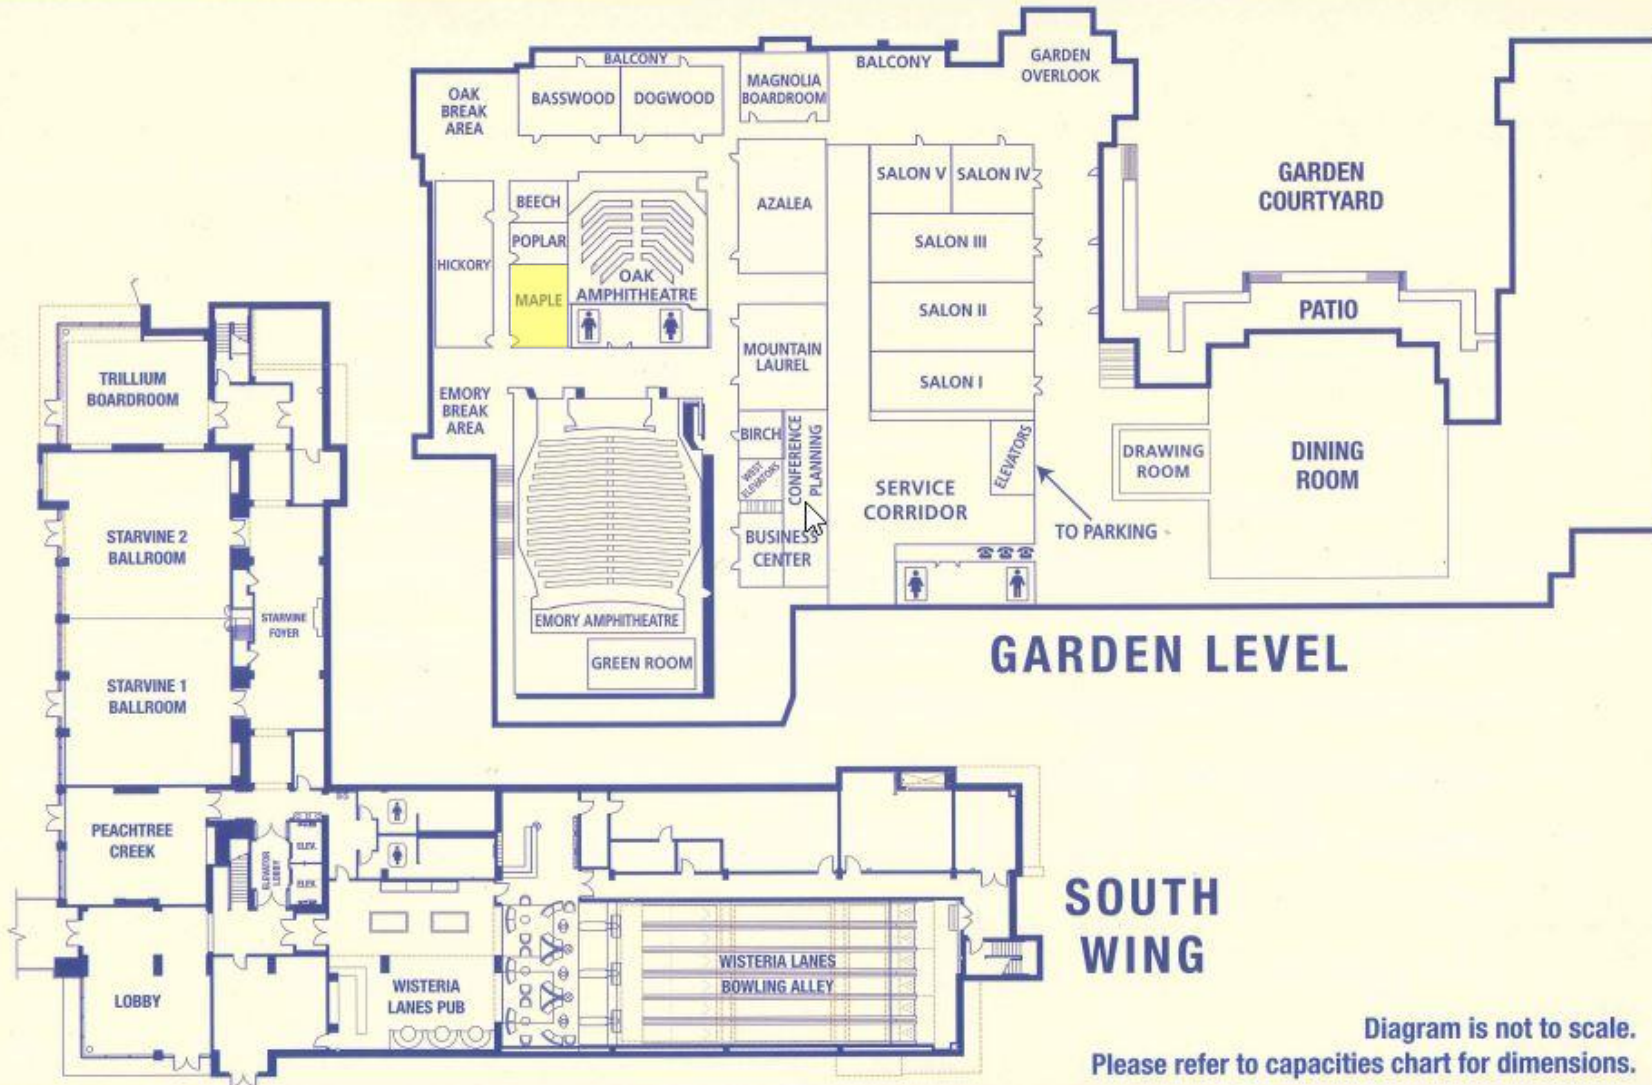 BALCONY
BALCONY
GARDEN
OVERLOOK
OAK
BREAK
AREA
BASSWOOD
DOGWOOD
MAGNOLIA
BOARDROOM
BEECH
POPLAR
HICKORY
MAPLE
OAK
AMPHITHEATRE
AZALEA
SALON V
SALON IV
SALON III
SALON II
SALON I
GARDEN
COURTYARD
PATIO
MOUNTAIN
LAUREL
EMORY
BREAK
AREA
BIRCH
WEST
ELEVATORS
CONFERENCE
PLANNING
BUSINESS
CENTER
SERVICE
CORRIDOR
ELEVATORS
TO PARKING
DRAWING
ROOM
DINING
ROOM
EMORY AMPHITHEATRE
GREEN ROOM
GARDEN LEVEL
TRILLIUM
BOARDROOM
STARVINE 2
BALLROOM
STARVINE
FOYER
STARVINE 1
BALLROOM
PEACHTREE
CREEK
ELEVATOR
LOBBY
ELEV.
ELEV.
LOBBY
WISTERIA
LANES PUB
WISTERIA LANES
BOWLING ALLEY
SOUTH
WING
Diagram is not to scale.
Please refer to capacities chart for dimensions.